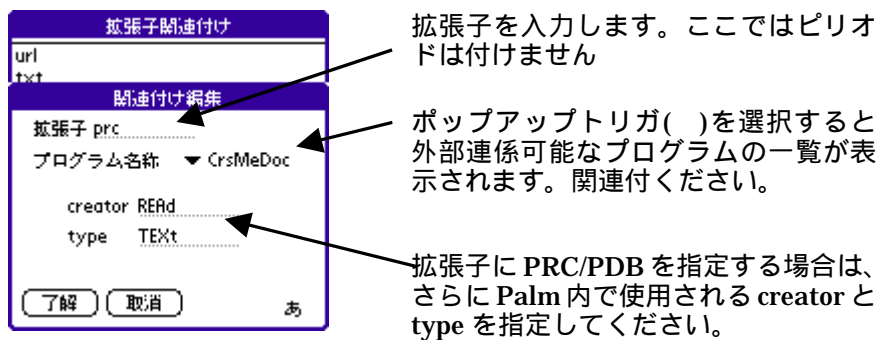 拡張子関連付け
url
txt
関連付け編集
拡張子 prc
プログラム名称 ▼ CrsMeDoc
creator REAd
type TEXt
了解 取消 あ
拡張子を入力します。ここではピリオ
ドは付けません
ポップアップトリガ( )を選択すると
外部連係可能なプログラムの一覧が表
示されます。関連付ください。
拡張子に PRC/PDB を指定する場合は、
さらに Palm 内で使用される creator と
type を指定してください。